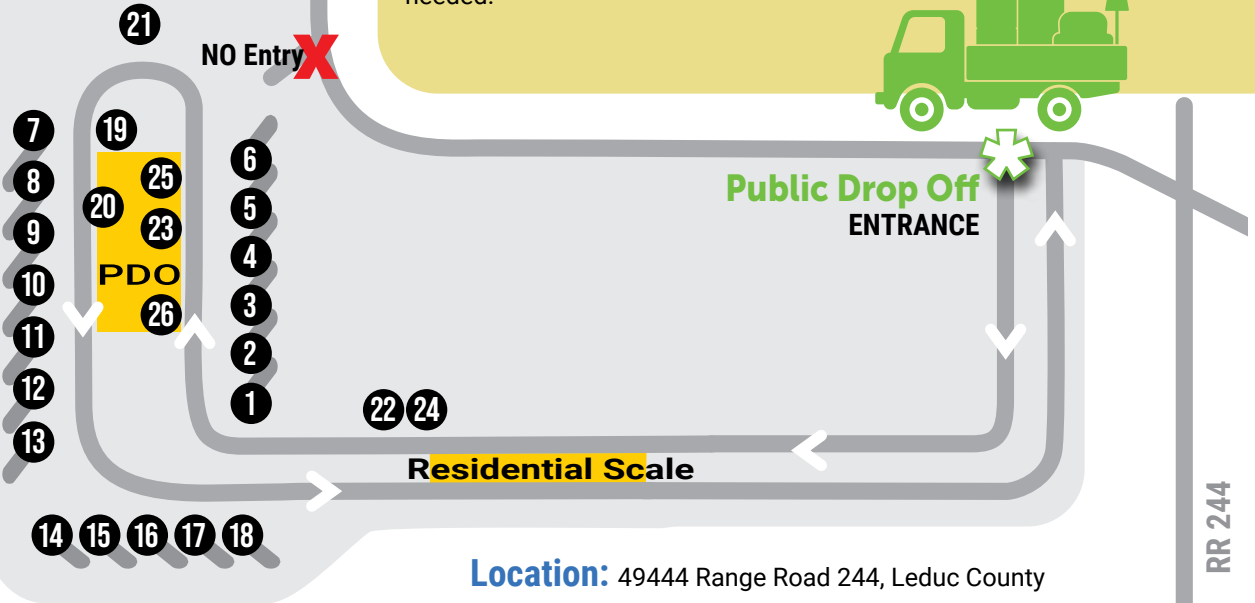 needed.
21
NO Entry
7
19
6
8
25
20
5
9
23
4
10
PDO
3
26
11
2
12
1
22 24
13
Public Drop Off
ENTRANCE
Residential Scale
14 15 16 17 18
Location: 49444 Range Road 244, Leduc County
RR 244